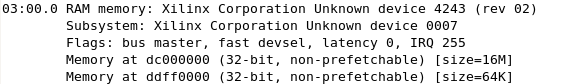 03:00.0 RAM memory: Xilinx Corporation Unknown device 4243 (rev 02)
Subsystem: Xilinx Corporation Unknown device 0007
Flags: bus master, fast devsel, latency 0, IRQ 255
Memory at dc000000 (32-bit, non-prefetchable) [size=16M]
Memory at ddff0000 (32-bit, non-prefetchable) [size=64K]